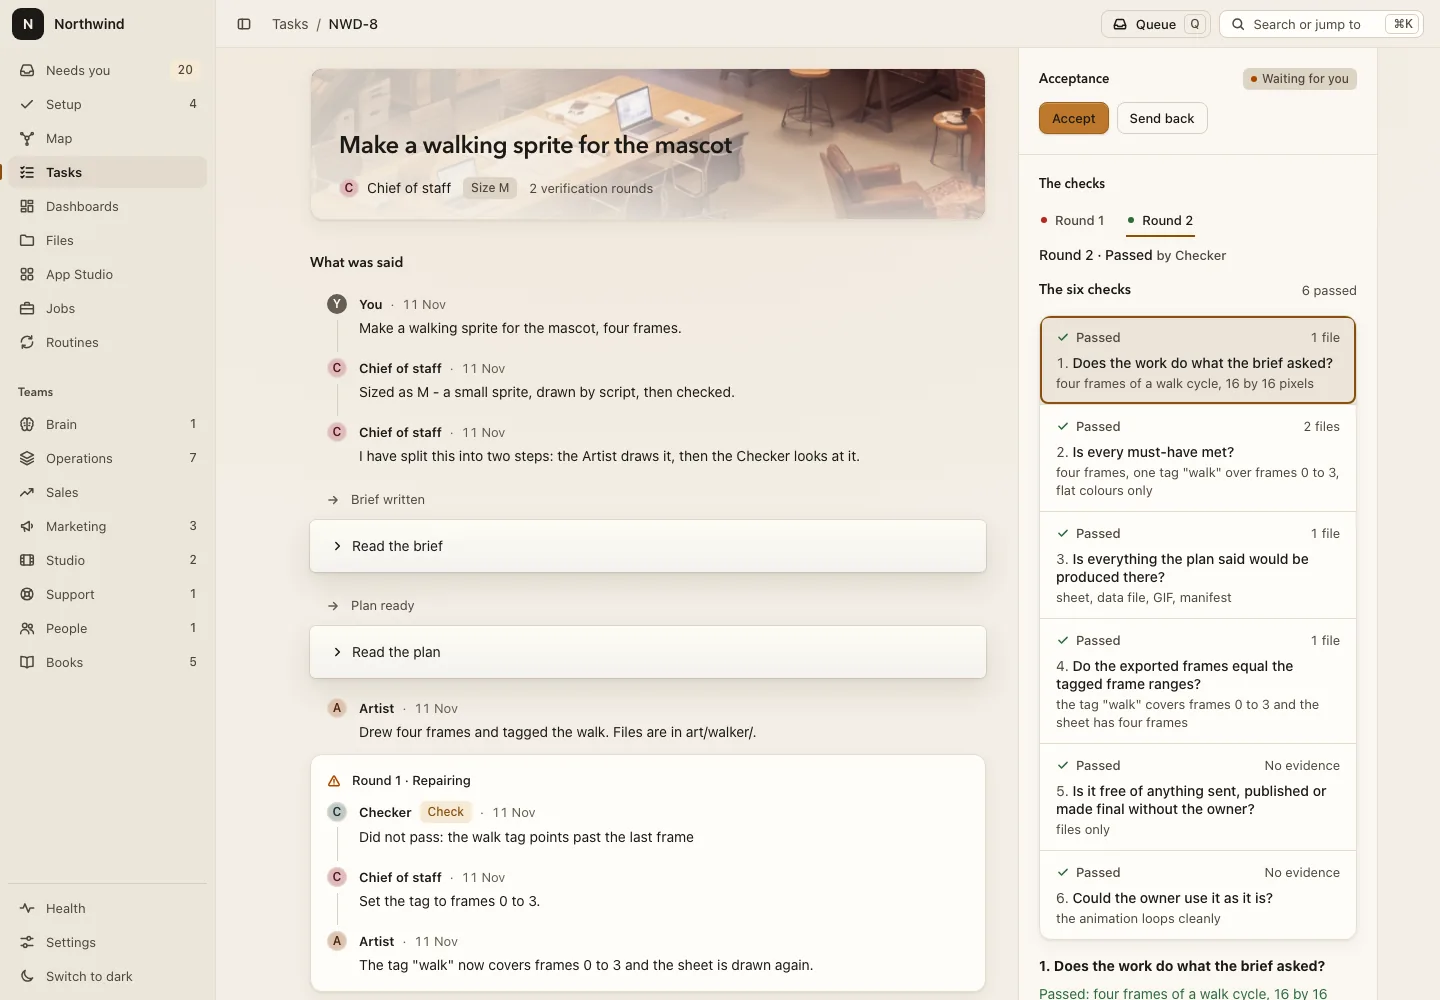 N Northwind
Needs you 20
Setup 4
Map
Tasks
Dashboards
Files
App Studio
Jobs
Routines
Teams
Brain 1
Operations 7
Sales
Marketing 3
Studio 2
Support 1
People 1
Books 5
Health
Settings
Switch to dark
Tasks / NWD-8
Queue Q
Search or jump to ⌘K
Make a walking sprite for the mascot
C Chief of staff Size M 2 verification rounds
What was said
Y You · 11 Nov
Make a walking sprite for the mascot, four frames.
C Chief of staff · 11 Nov
Sized as M - a small sprite, drawn by script, then checked.
C Chief of staff · 11 Nov
I have split this into two steps: the Artist draws it, then the Checker looks at it.
Brief written
Read the brief
Plan ready
Read the plan
A Artist · 11 Nov
Drew four frames and tagged the walk. Files are in art/walker/.
Round 1 · Repairing
C Checker Check · 11 Nov
Did not pass: the walk tag points past the last frame
C Chief of staff · 11 Nov
Set the tag to frames 0 to 3.
A Artist · 11 Nov
The tag "walk" now covers frames 0 to 3 and the sheet is drawn again.
Acceptance Waiting for you
Accept Send back
The checks
Round 1 Round 2
Round 2 · Passed by Checker
The six checks 6 passed
Passed 1 file
1. Does the work do what the brief asked?
four frames of a walk cycle, 16 by 16 pixels
Passed 2 files
2. Is every must-have met?
four frames, one tag "walk" over frames 0 to 3,
flat colours only
Passed 1 file
3. Is everything the plan said would be
produced there?
sheet, data file, GIF, manifest
Passed 1 file
4. Do the exported frames equal the
tagged frame ranges?
the tag "walk" covers frames 0 to 3 and the
sheet has four frames
Passed No evidence
5. Is it free of anything sent, published or
made final without the owner?
files only
Passed No evidence
6. Could the owner use it as it is?
the animation loops cleanly
1. Does the work do what the brief asked?
Passed: four frames of a walk cycle, 16 by 16